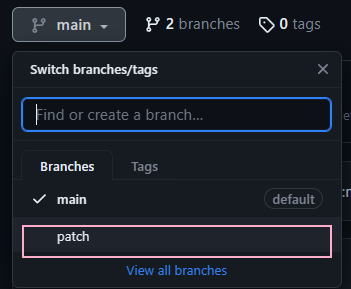 main 2 branches 0 tags
Switch branches/tags
Find or create a branch...
Branches Tags
main default
patch
View all branches